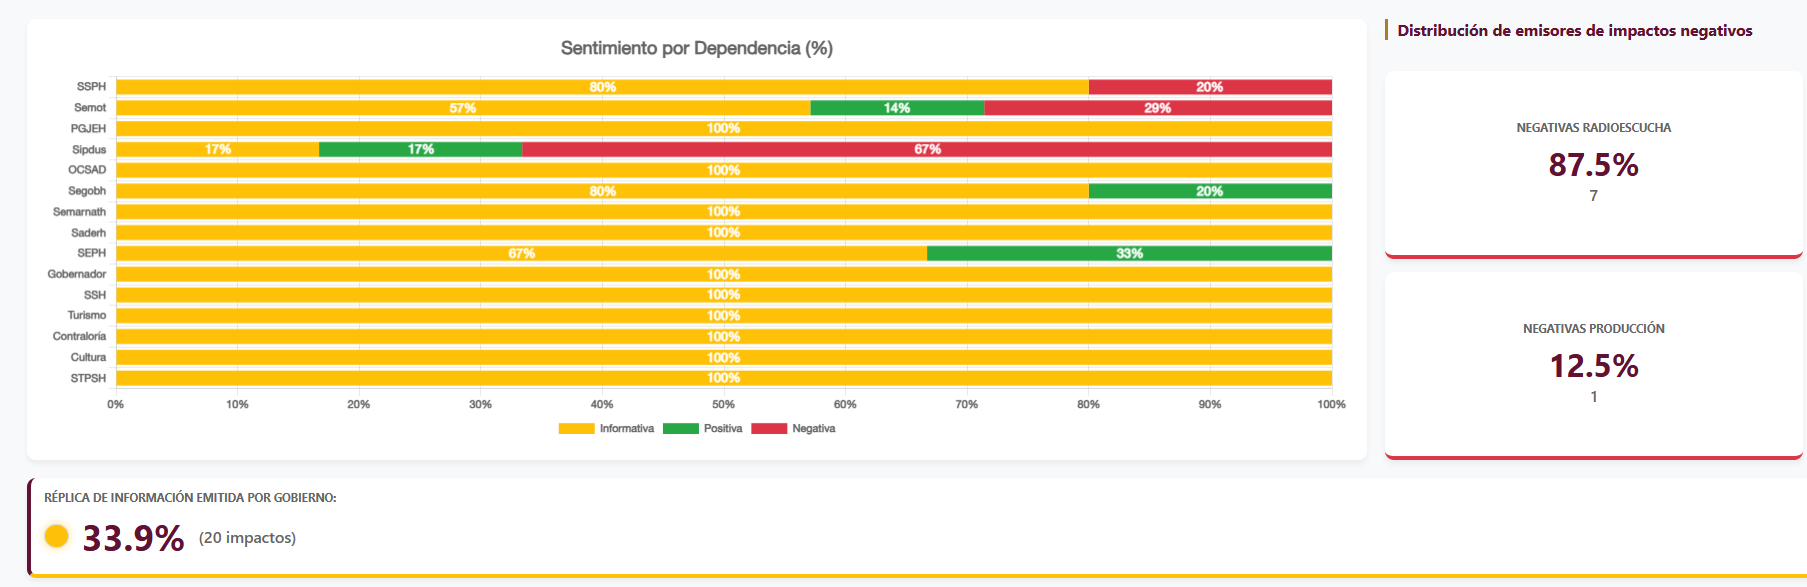 Sentimiento por Dependencia (%)
SSPH 80% 20%
Semot 57% 14% 29%
PGJEH 100%
Sipdus 17% 17% 67%
OCSAD 100%
Segobh 80% 20%
Semarnath 100%
Saderh 100%
SEPH 67% 33%
Gobernador 100%
SSH 100%
Turismo 100%
Contraloría 100%
Cultura 100%
STPSH 100%
0% 10% 20% 30% 40% 50% 60% 70% 80% 90% 100%
Informativa Positiva Negativa
Distribución de emisores de impactos negativos
NEGATIVAS RADIOESCUCHA
87.5%
7
NEGATIVAS PRODUCCIÓN
12.5%
1
RÉPLICA DE INFORMACIÓN EMITIDA POR GOBIERNO:
33.9% (20 impactos)